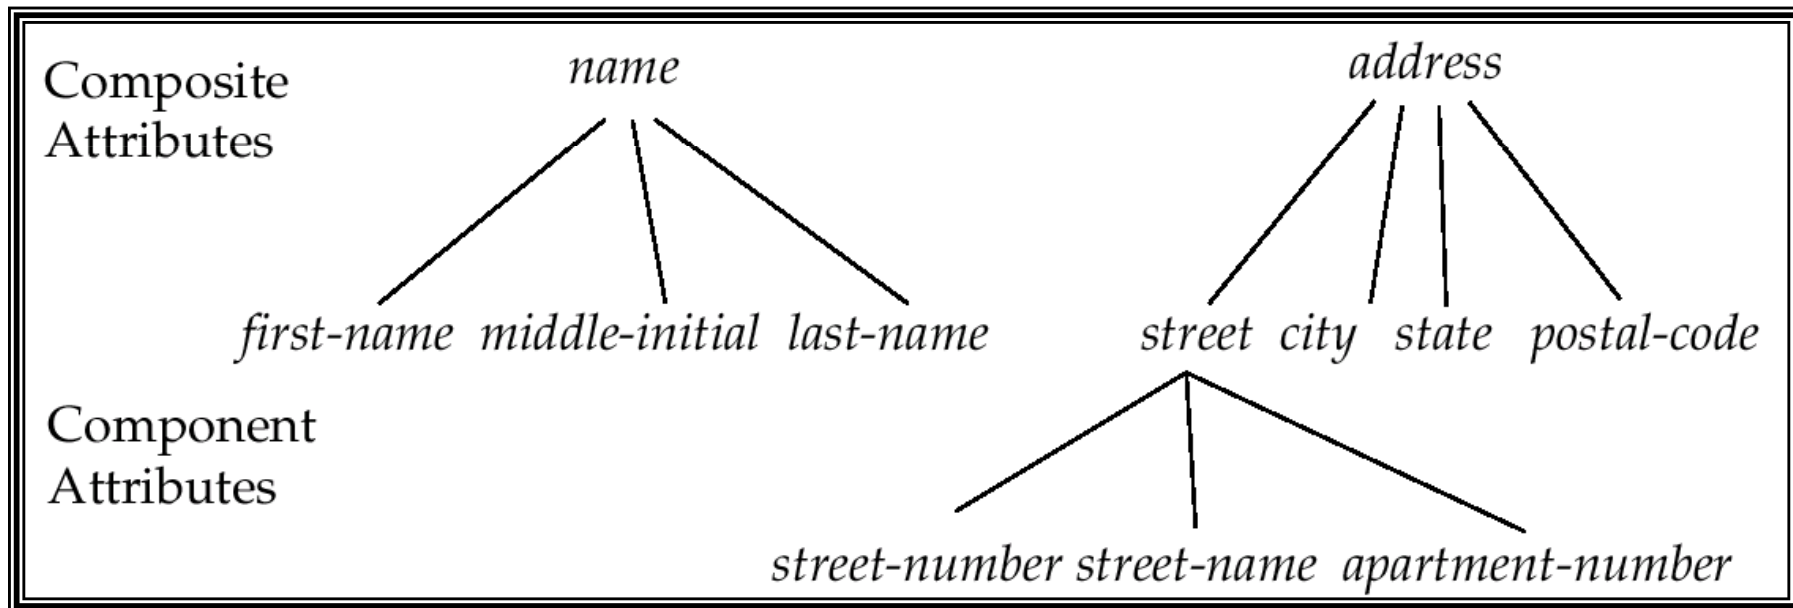 Composite
Attributes
name
address
first-name middle-initial last-name
street city state postal-code
Component
Attributes
street-number street-name apartment-number